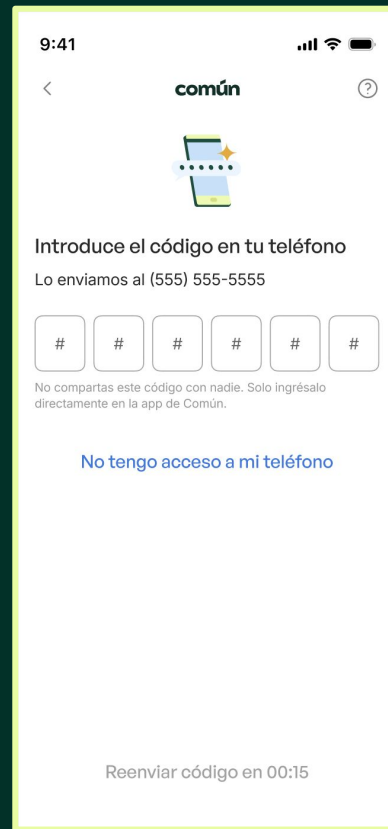 9:41
común
Introduce el código en tu teléfono
Lo enviamos al (555) 555-5555
# # # # # #
No compartas este código con nadie. Solo ingrésalo
directamente en la app de Común.
No tengo acceso a mi teléfono
Reenviar código en 00:15